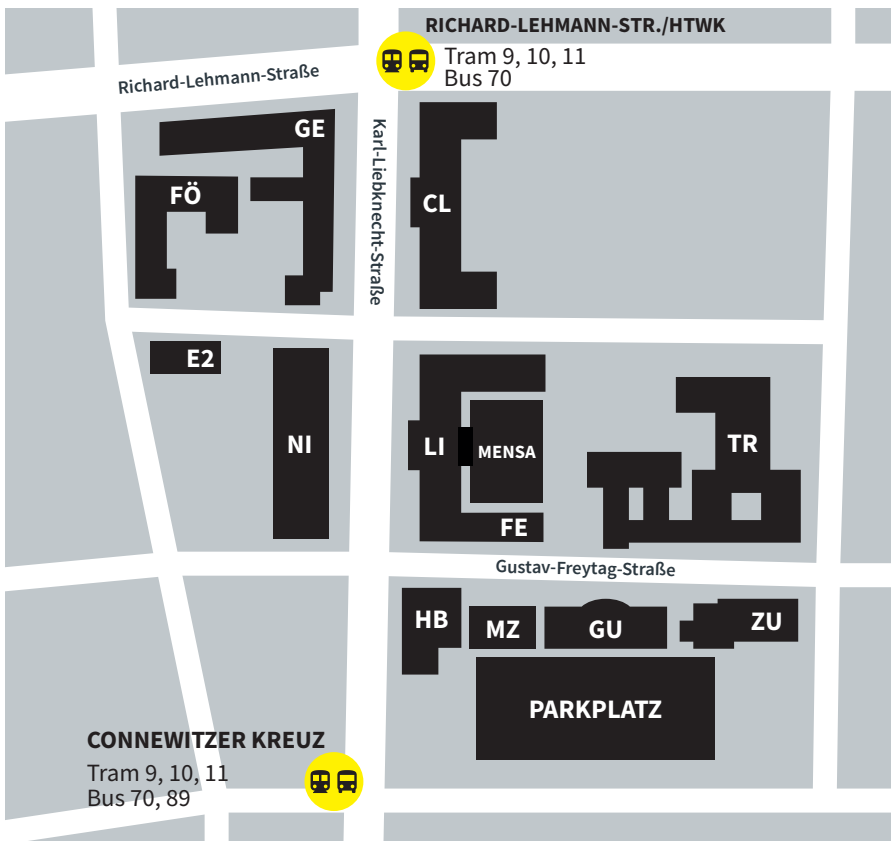 RICHARD-LEHMANN-STR./HTWK
Tram 9, 10, 11
Bus 70
Richard-Lehmann-Straße
Karl-Liebknecht-Straße
GE
FÖ
CL
E2
NI
LI
MENSA
TR
FE
Gustav-Freytag-Straße
HB
MZ
GU
ZU
PARKPLATZ
CONNEWITZER KREUZ
Tram 9, 10, 11
Bus 70, 89